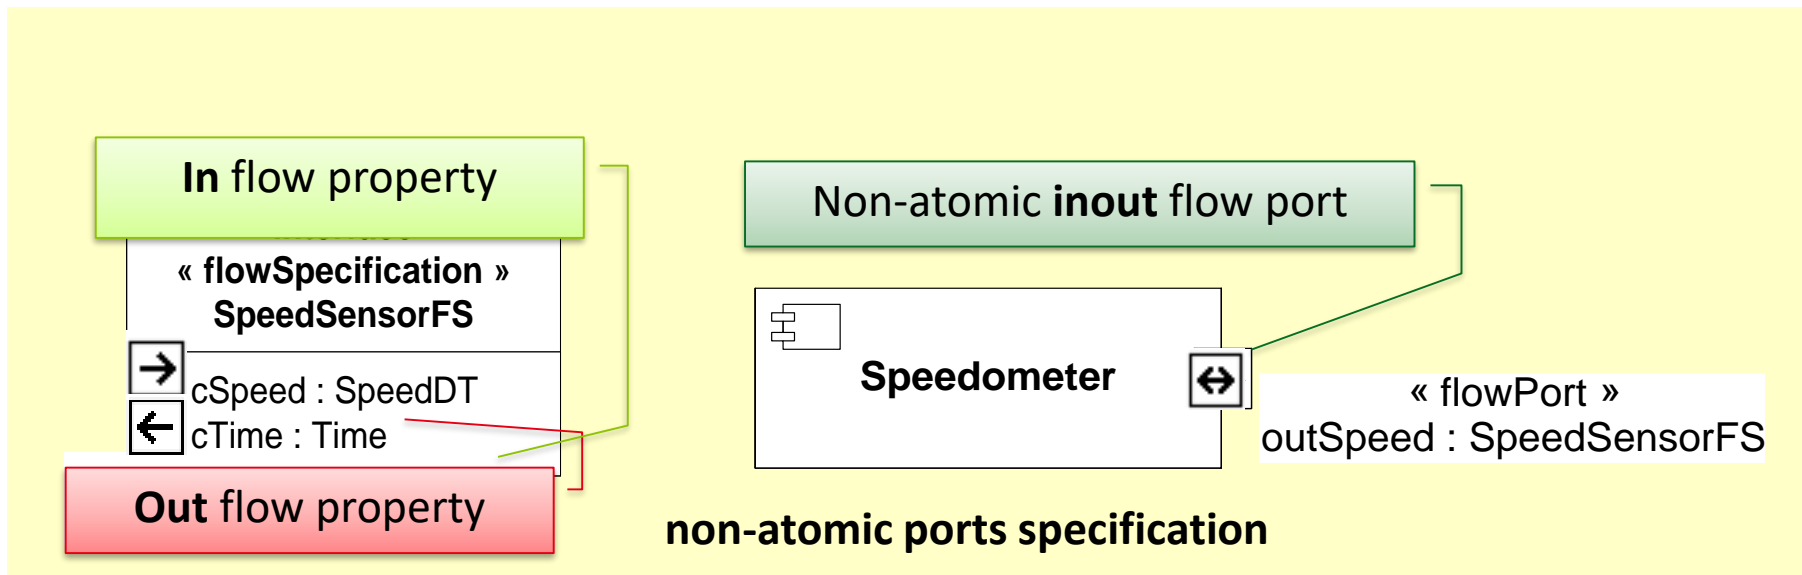 In flow property
« flowSpecification »
SpeedSensorFS
cSpeed : SpeedDT
cTime : Time
Out flow property
Non-atomic inout flow port
Speedometer
« flowPort »
outSpeed : SpeedSensorFS
non-atomic ports specification